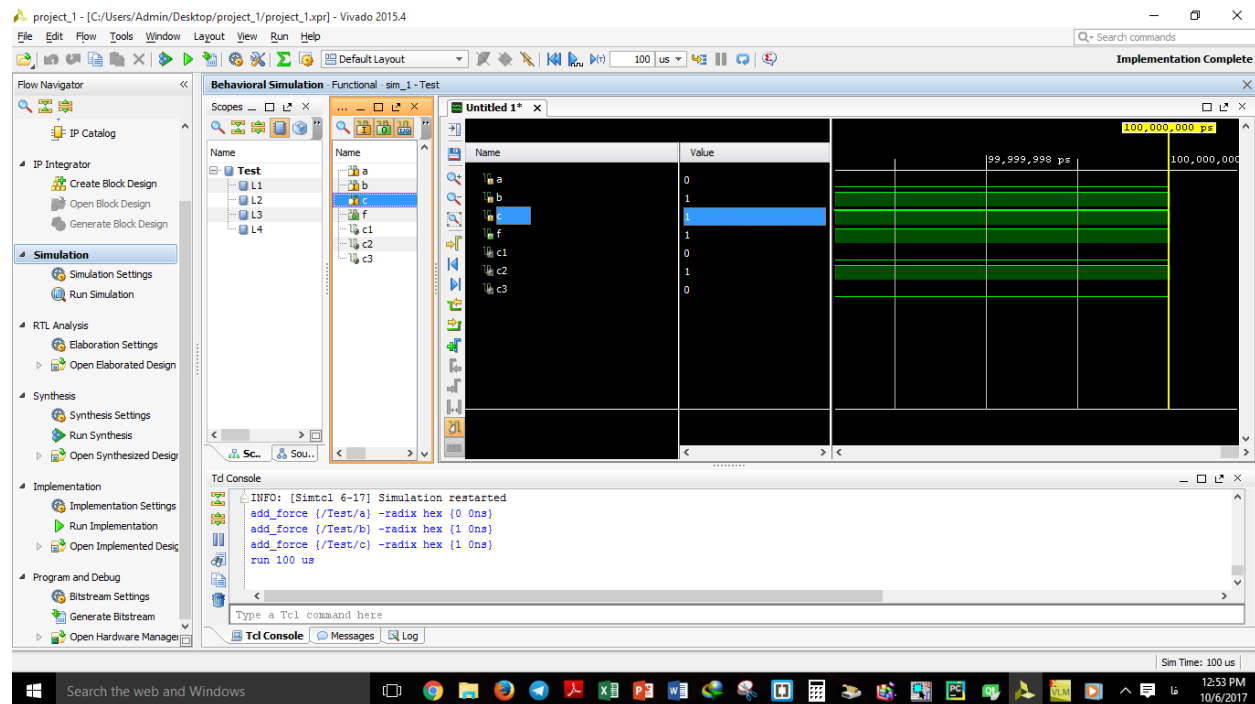 project_1 - [C:/Users/Admin/Desktop/project_1/project_1.xpr] - Vivado 2015.4
File Edit Flow Tools Window Layout View Run Help
Search commands
Default Layout
100 us
Implementation Complete
Flow Navigator
IP Catalog
IP Integrator
Create Block Design
Open Block Design
Generate Block Design
Simulation
Simulation Settings
Run Simulation
RTL Analysis
Elaboration Settings
Open Elaborated Design
Synthesis
Synthesis Settings
Run Synthesis
Open Synthesized Desigr
Implementation
Implementation Settings
Run Implementation
Open Implemented Desig
Program and Debug
Bitstream Settings
Generate Bitstream
Open Hardware Manager
Behavioral Simulation - Functional - sim_1 - Test
Scopes
Name
Test
L1
L2
L3
L4
Sc..
Sou..
...
Name
a
b
c
f
c1
c2
c3
Untitled 1*
Name Value
a 0
b 1
c 1
f 1
c1 0
c2 1
c3 0
100,000,000 ps
99,999,998 ps
100,000,000
Tcl Console
INFO: [Simtcl 6-17] Simulation restarted
add_force {/Test/a} -radix hex {0 0ns}
add_force {/Test/b} -radix hex {1 0ns}
add_force {/Test/c} -radix hex {1 0ns}
run 100 us
Type a Tcl command here
Tcl Console
Messages
Log
Sim Time: 100 us
Search the web and Windows
VLM
فا
12:53 PM
10/6/2017